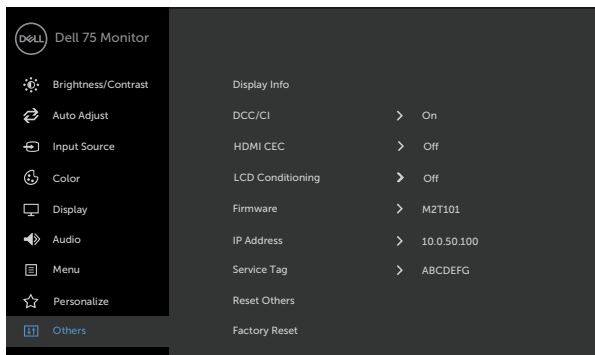 DELL Dell 75 Monitor
Brightness/Contrast
Auto Adjust
Input Source
Color
Display
Audio
Menu
Personalize
Others
Display Info
DCC/CI > On
HDMI CEC > Off
LCD Conditioning > Off
Firmware > M2T101
IP Address > 10.0.50.100
Service Tag > ABCDEFG
Reset Others
Factory Reset